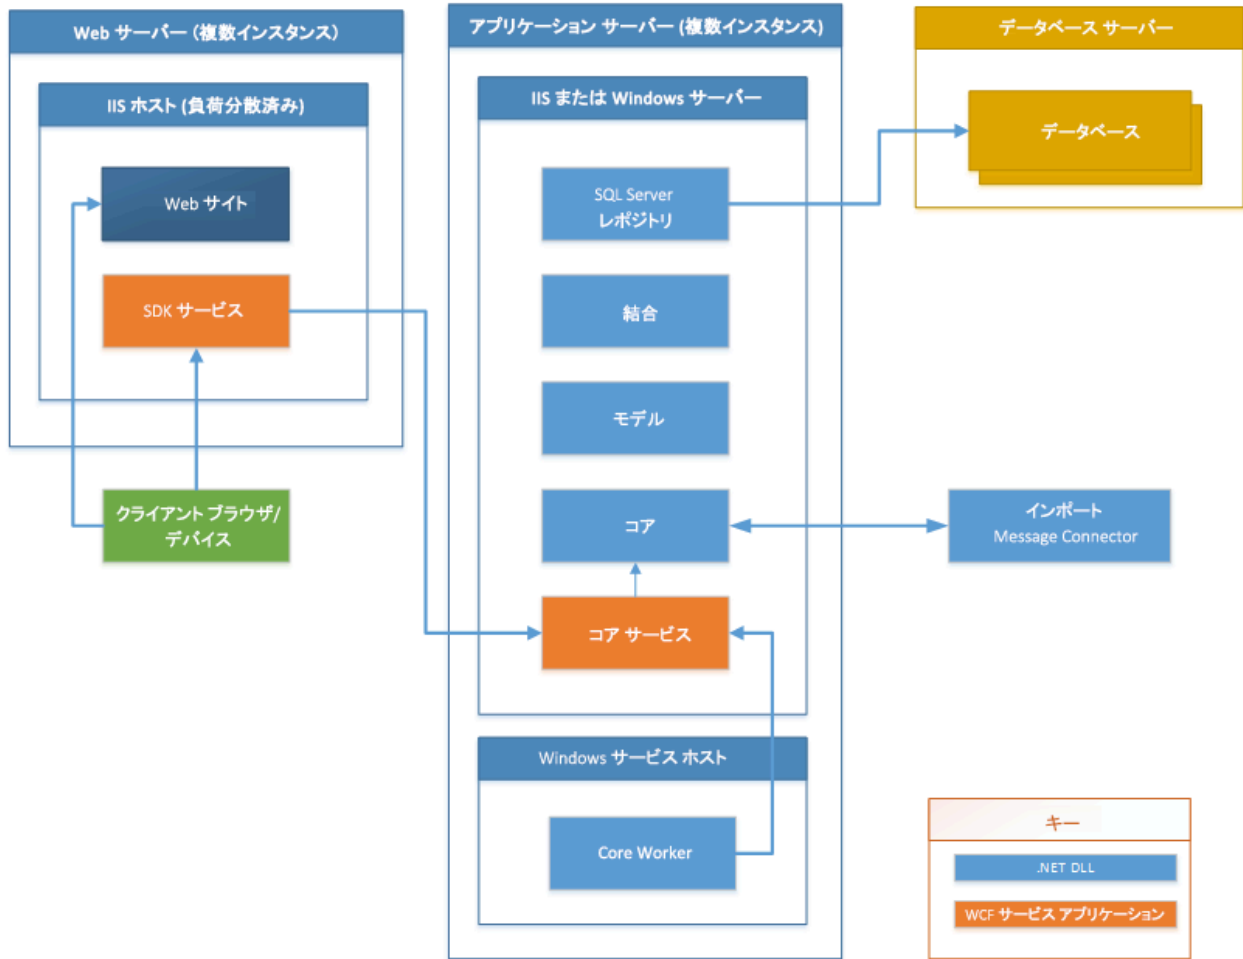 Web サーバー (複数インスタンス)
IIS ホスト (負荷分散済み)
Web サイト
SDK サービス
クライアント ブラウザ/
デバイス
アプリケーション サーバー (複数インスタンス)
IIS または Windows サーバー
SQL Server
レポジトリ
結合
モデル
コア
コア サービス
Windows サービス ホスト
Core Worker
データベース サーバー
データベース
インポート
Message Connector
キー
.NET DLL
WCF サービス アプリケーション